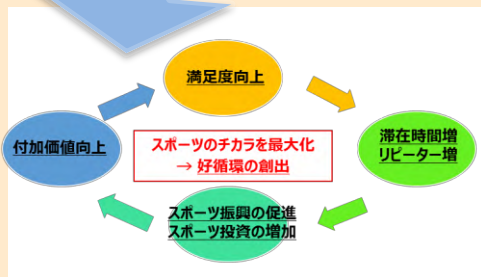 満足度向上
付加価値向上
スポーツのチカラを最大化
→ 好循環の創出
滞在時間増
リピーター増
スポーツ振興の促進
スポーツ投資の増加